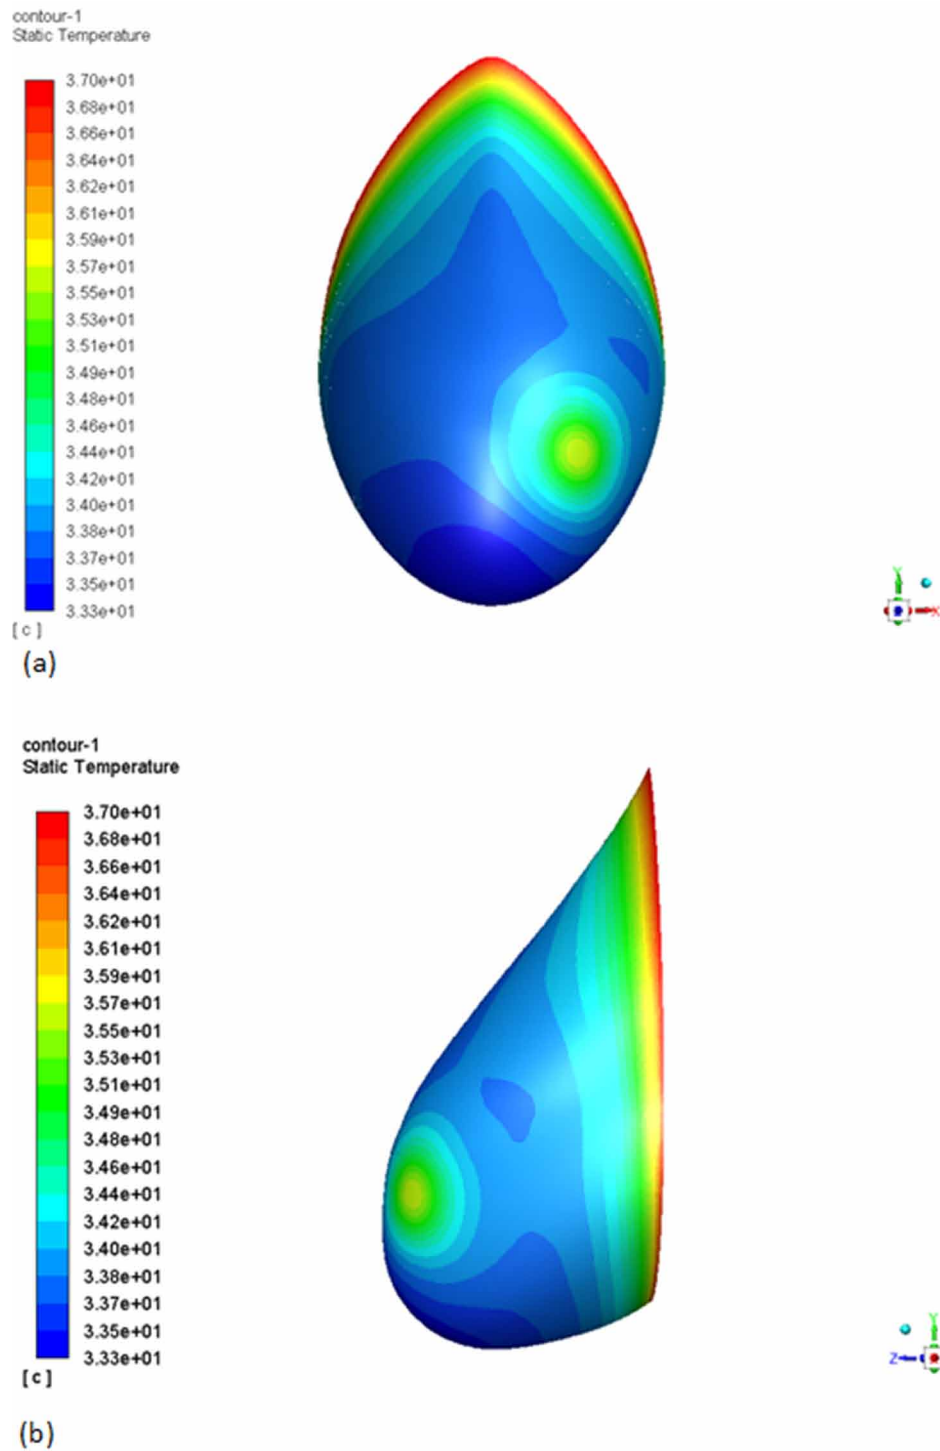 contour-1
Static Temperature
3.70e+01
3.68e+01
3.66e+01
3.64e+01
3.62e+01
3.61e+01
3.59e+01
3.57e+01
3.55e+01
3.53e+01
3.51e+01
3.49e+01
3.48e+01
3.46e+01
3.44e+01
3.42e+01
3.40e+01
3.38e+01
3.37e+01
3.35e+01
3.33e+01
[ c ]
Y
X
(a)
contour-1
Static Temperature
3.70e+01
3.68e+01
3.66e+01
3.64e+01
3.62e+01
3.61e+01
3.59e+01
3.57e+01
3.55e+01
3.53e+01
3.51e+01
3.49e+01
3.48e+01
3.46e+01
3.44e+01
3.42e+01
3.40e+01
3.38e+01
3.37e+01
3.35e+01
3.33e+01
[ c ]
Y
Z
(b)